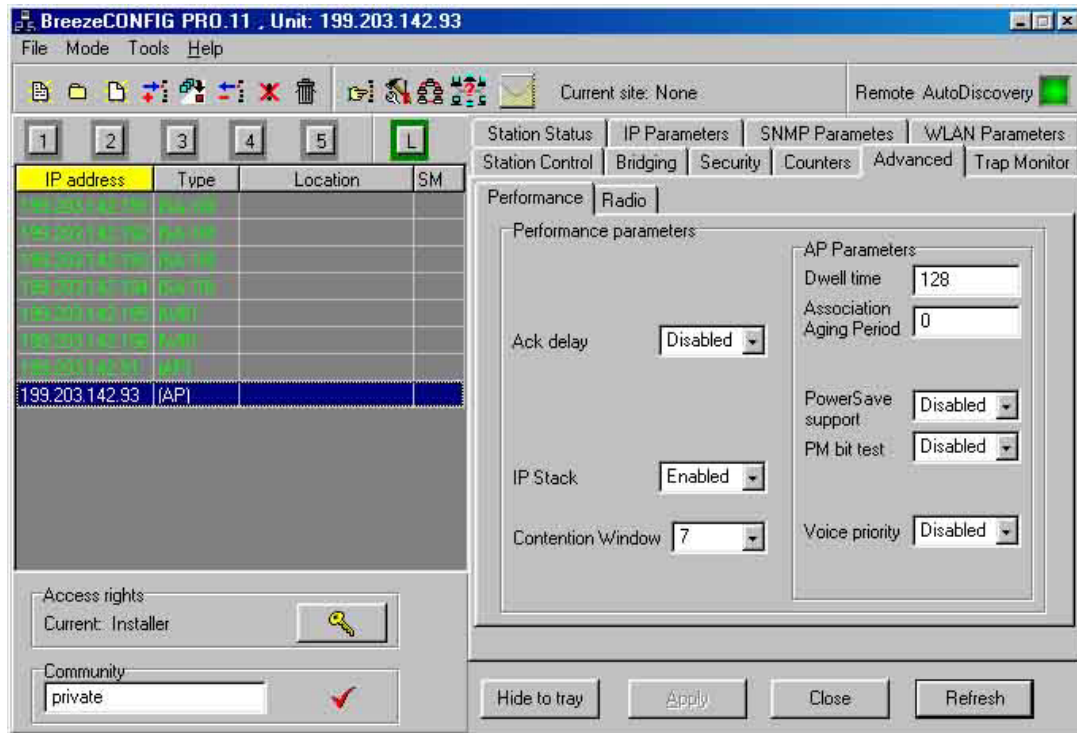 BreezeCONFIG PRO.11 , Unit: 199.203.142.93
File Mode Tools Help
Current site: None
Remote AutoDiscovery
1 2 3 4 5 L
IP address Type Location SM
199.203.142.93 (AP)
Access rights
Current: Installer
Community
private
Station Status IP Parameters SNMP Parametes WLAN Parameters
Station Control Bridging Security Counters Advanced Trap Monitor
Performance Radio
Performance parameters
Ack delay Disabled
IP Stack Enabled
Contention Window 7
AP Parameters
Dwell time 128
Association
Aging Period 0
PowerSave
support Disabled
PM bit test Disabled
Voice priority Disabled
Hide to tray Apply Close Refresh